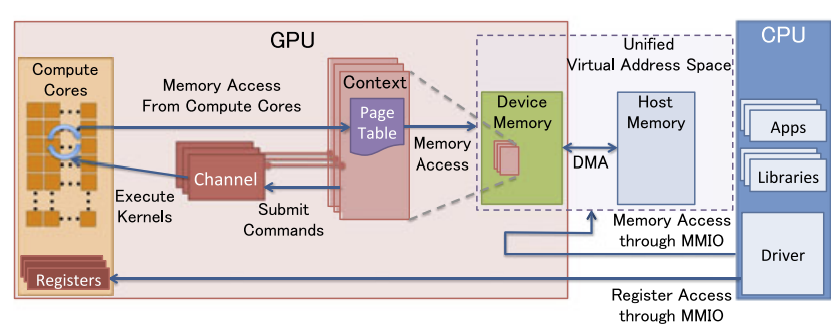 GPU
CPU
Compute
Cores
Memory Access
From Compute Cores
Context
Page
Table
Memory
Access
Unified
Virtual Address Space
Device
Memory
Host
Memory
DMA
Apps
Libraries
Driver
Channel
Execute
Kernels
Submit
Commands
Memory Access
through MMIO
Registers
Register Access
through MMIO